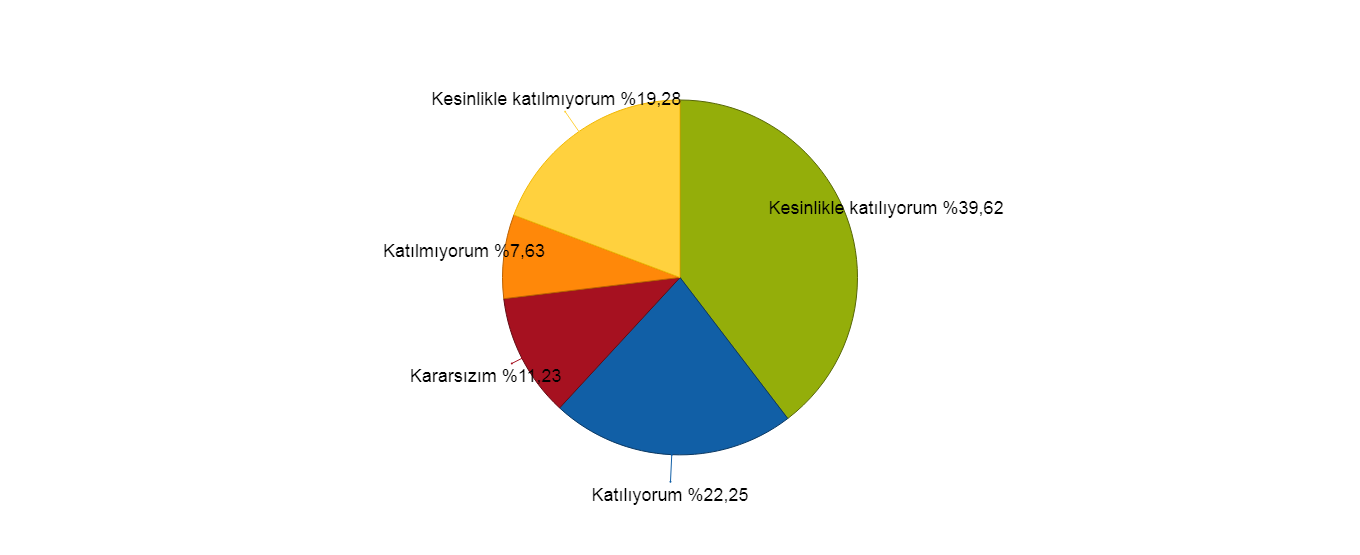 Kesinlikle katılmıyorum %19,28
Kesinlikle katılıyorum %39,62
Katılmıyorum %7,63
Kararsızım %11,23
Katılıyorum %22,25